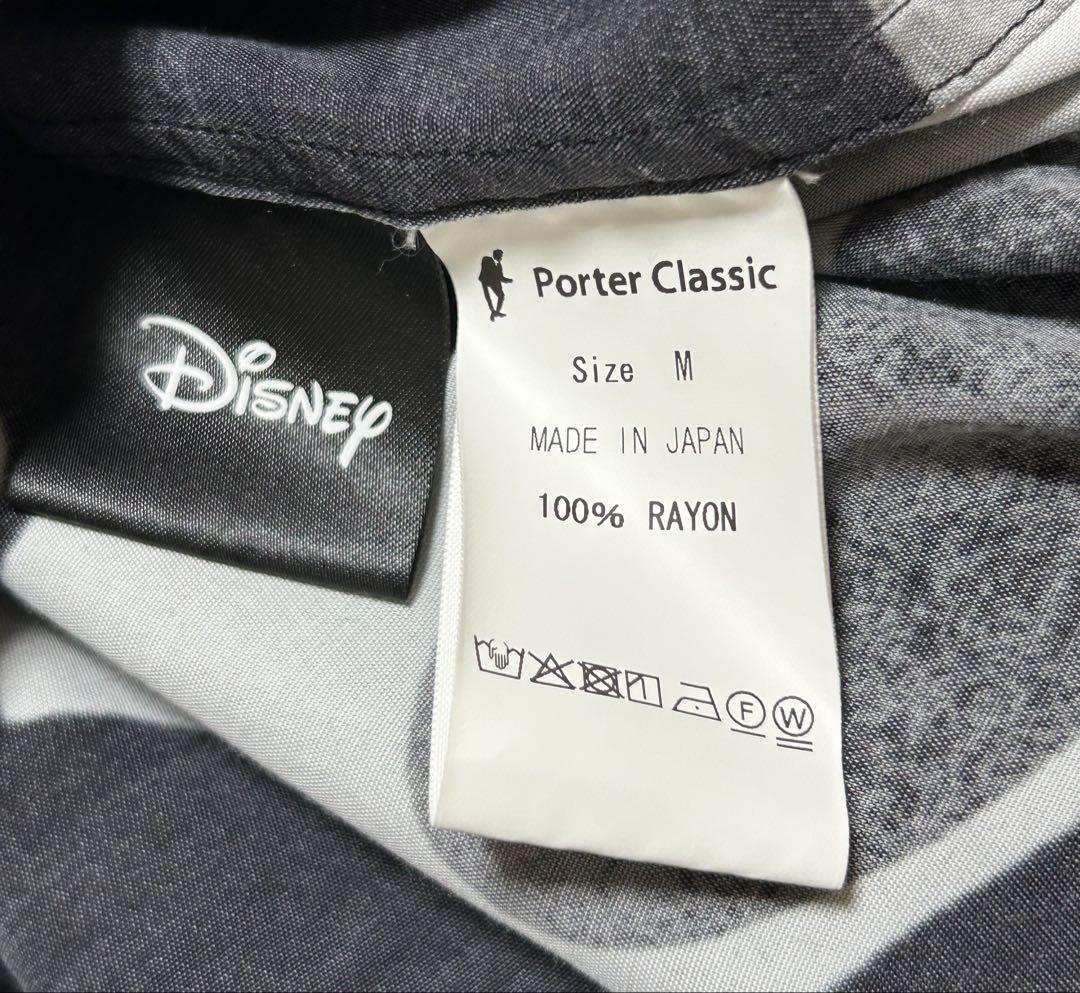 Disney
Porter Classic
Size M
MADE IN JAPAN
100% RAYON
F W